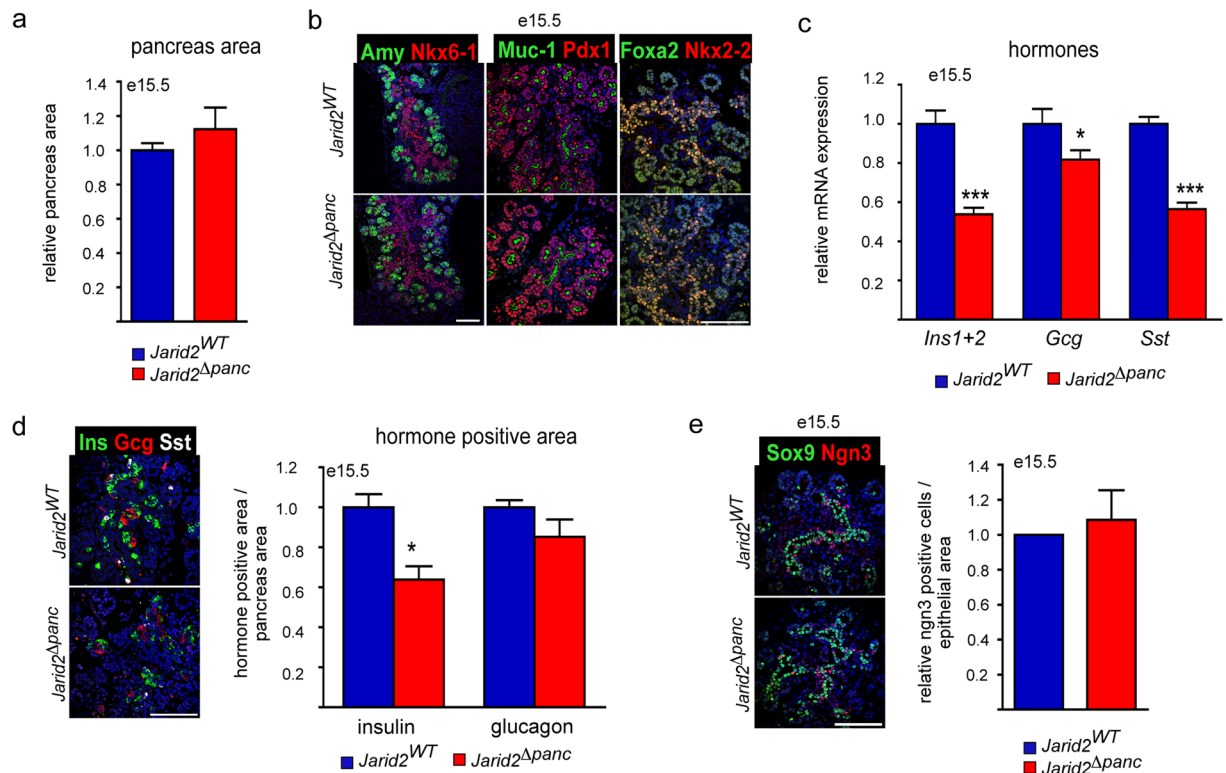 a
pancreas area
e15.5
1.4
1.2
1.0
0.8
0.6
0.4
0.2
relative pancreas area
Jarid2WT
Jarid2Δpanc
b
e15.5
Amy Nkx6-1
Muc-1 Pdx1
Foxa2 Nkx2-2
Jarid2WT
Jarid2Δpanc
c
hormones
e15.5
1.2
1.0
0.8
0.6
0.4
0.2
relative mRNA expression
***
*
***
Ins1+2
Gcg
Sst
Jarid2WT
Jarid2Δpanc
d
Ins Gcg Sst
Jarid2WT
Jarid2Δpanc
hormone positive area
e15.5
1.2
1.0
0.8
0.6
0.4
0.2
hormone positive area /
pancreas area
*
insulin
glucagon
Jarid2WT
Jarid2Δpanc
e
e15.5
Sox9 Ngn3
Jarid2WT
Jarid2Δpanc
e15.5
1.4
1.2
1.0
0.8
0.6
0.4
0.2
relative ngn3 positive cells /
epithelial area
Jarid2WT
Jarid2Δpanc